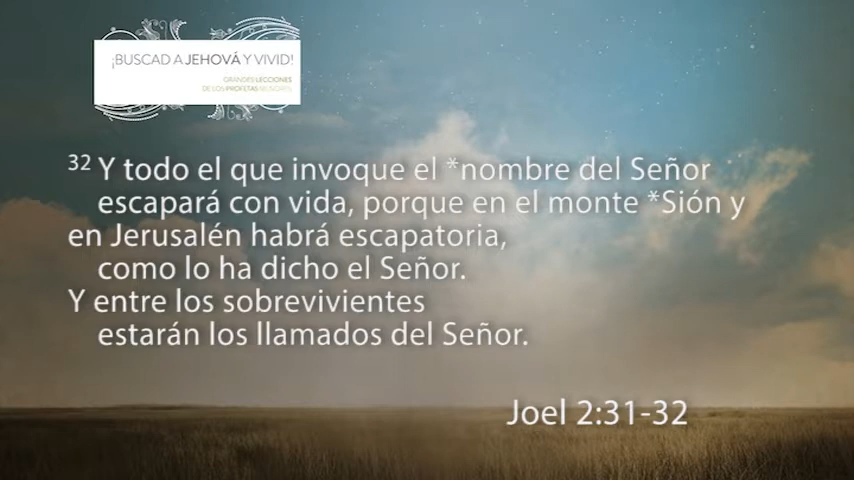 ¡BUSCAD A JEHOVÁ Y VIVID!
GRANDES LECCIONES
DE LOS PROFETAS MENORES
32 Y todo el que invoque el *nombre del Señor
escapará con vida, porque en el monte *Sión y
en Jerusalén habrá escapatoria,
como lo ha dicho el Señor.
Y entre los sobrevivientes
estarán los llamados del Señor.
Joel 2:31-32